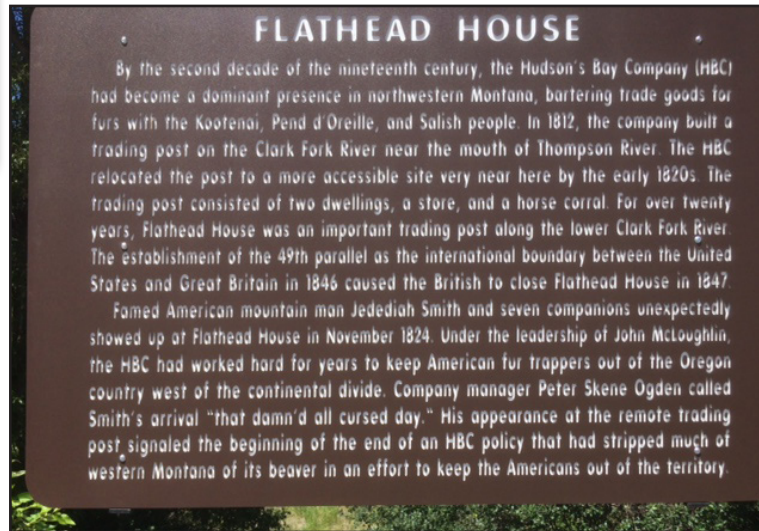 FLATHEAD HOUSE
By the second decade of the nineteenth century, the Hudson's Bay Company (HBC)
had become a dominant presence in northwestern Montana, bartering trade goods for
furs with the Kootenai, Pend d'Oreille, and Salish people. In 1812, the company built a
trading post on the Clark Fork River near the mouth of Thompson River. The HBC
relocated the post to a more accessible site very near here by the early 1820s. The
trading post consisted of two dwellings, a store, and a horse corral. For over twenty
years, Flathead House was an important trading post along the lower Clark Fork River.
The establishment of the 49th parallel as the international boundary between the United
States and Great Britain in 1846 caused the British to close Flathead House in 1847.
Famed American mountain man Jedediah Smith and seven companions unexpectedly
showed up at Flathead House in November 1824. Under the leadership of John McLoughlin,
the HBC had worked hard for years to keep American fur trappers out of the Oregon
country west of the continental divide. Company manager Peter Skene Ogden called
Smith's arrival "that damn'd all cursed day." His appearance at the remote trading
post signaled the beginning of the end of an HBC policy that had stripped much of
western Montana of its beaver in an effort to keep the Americans out of the territory.